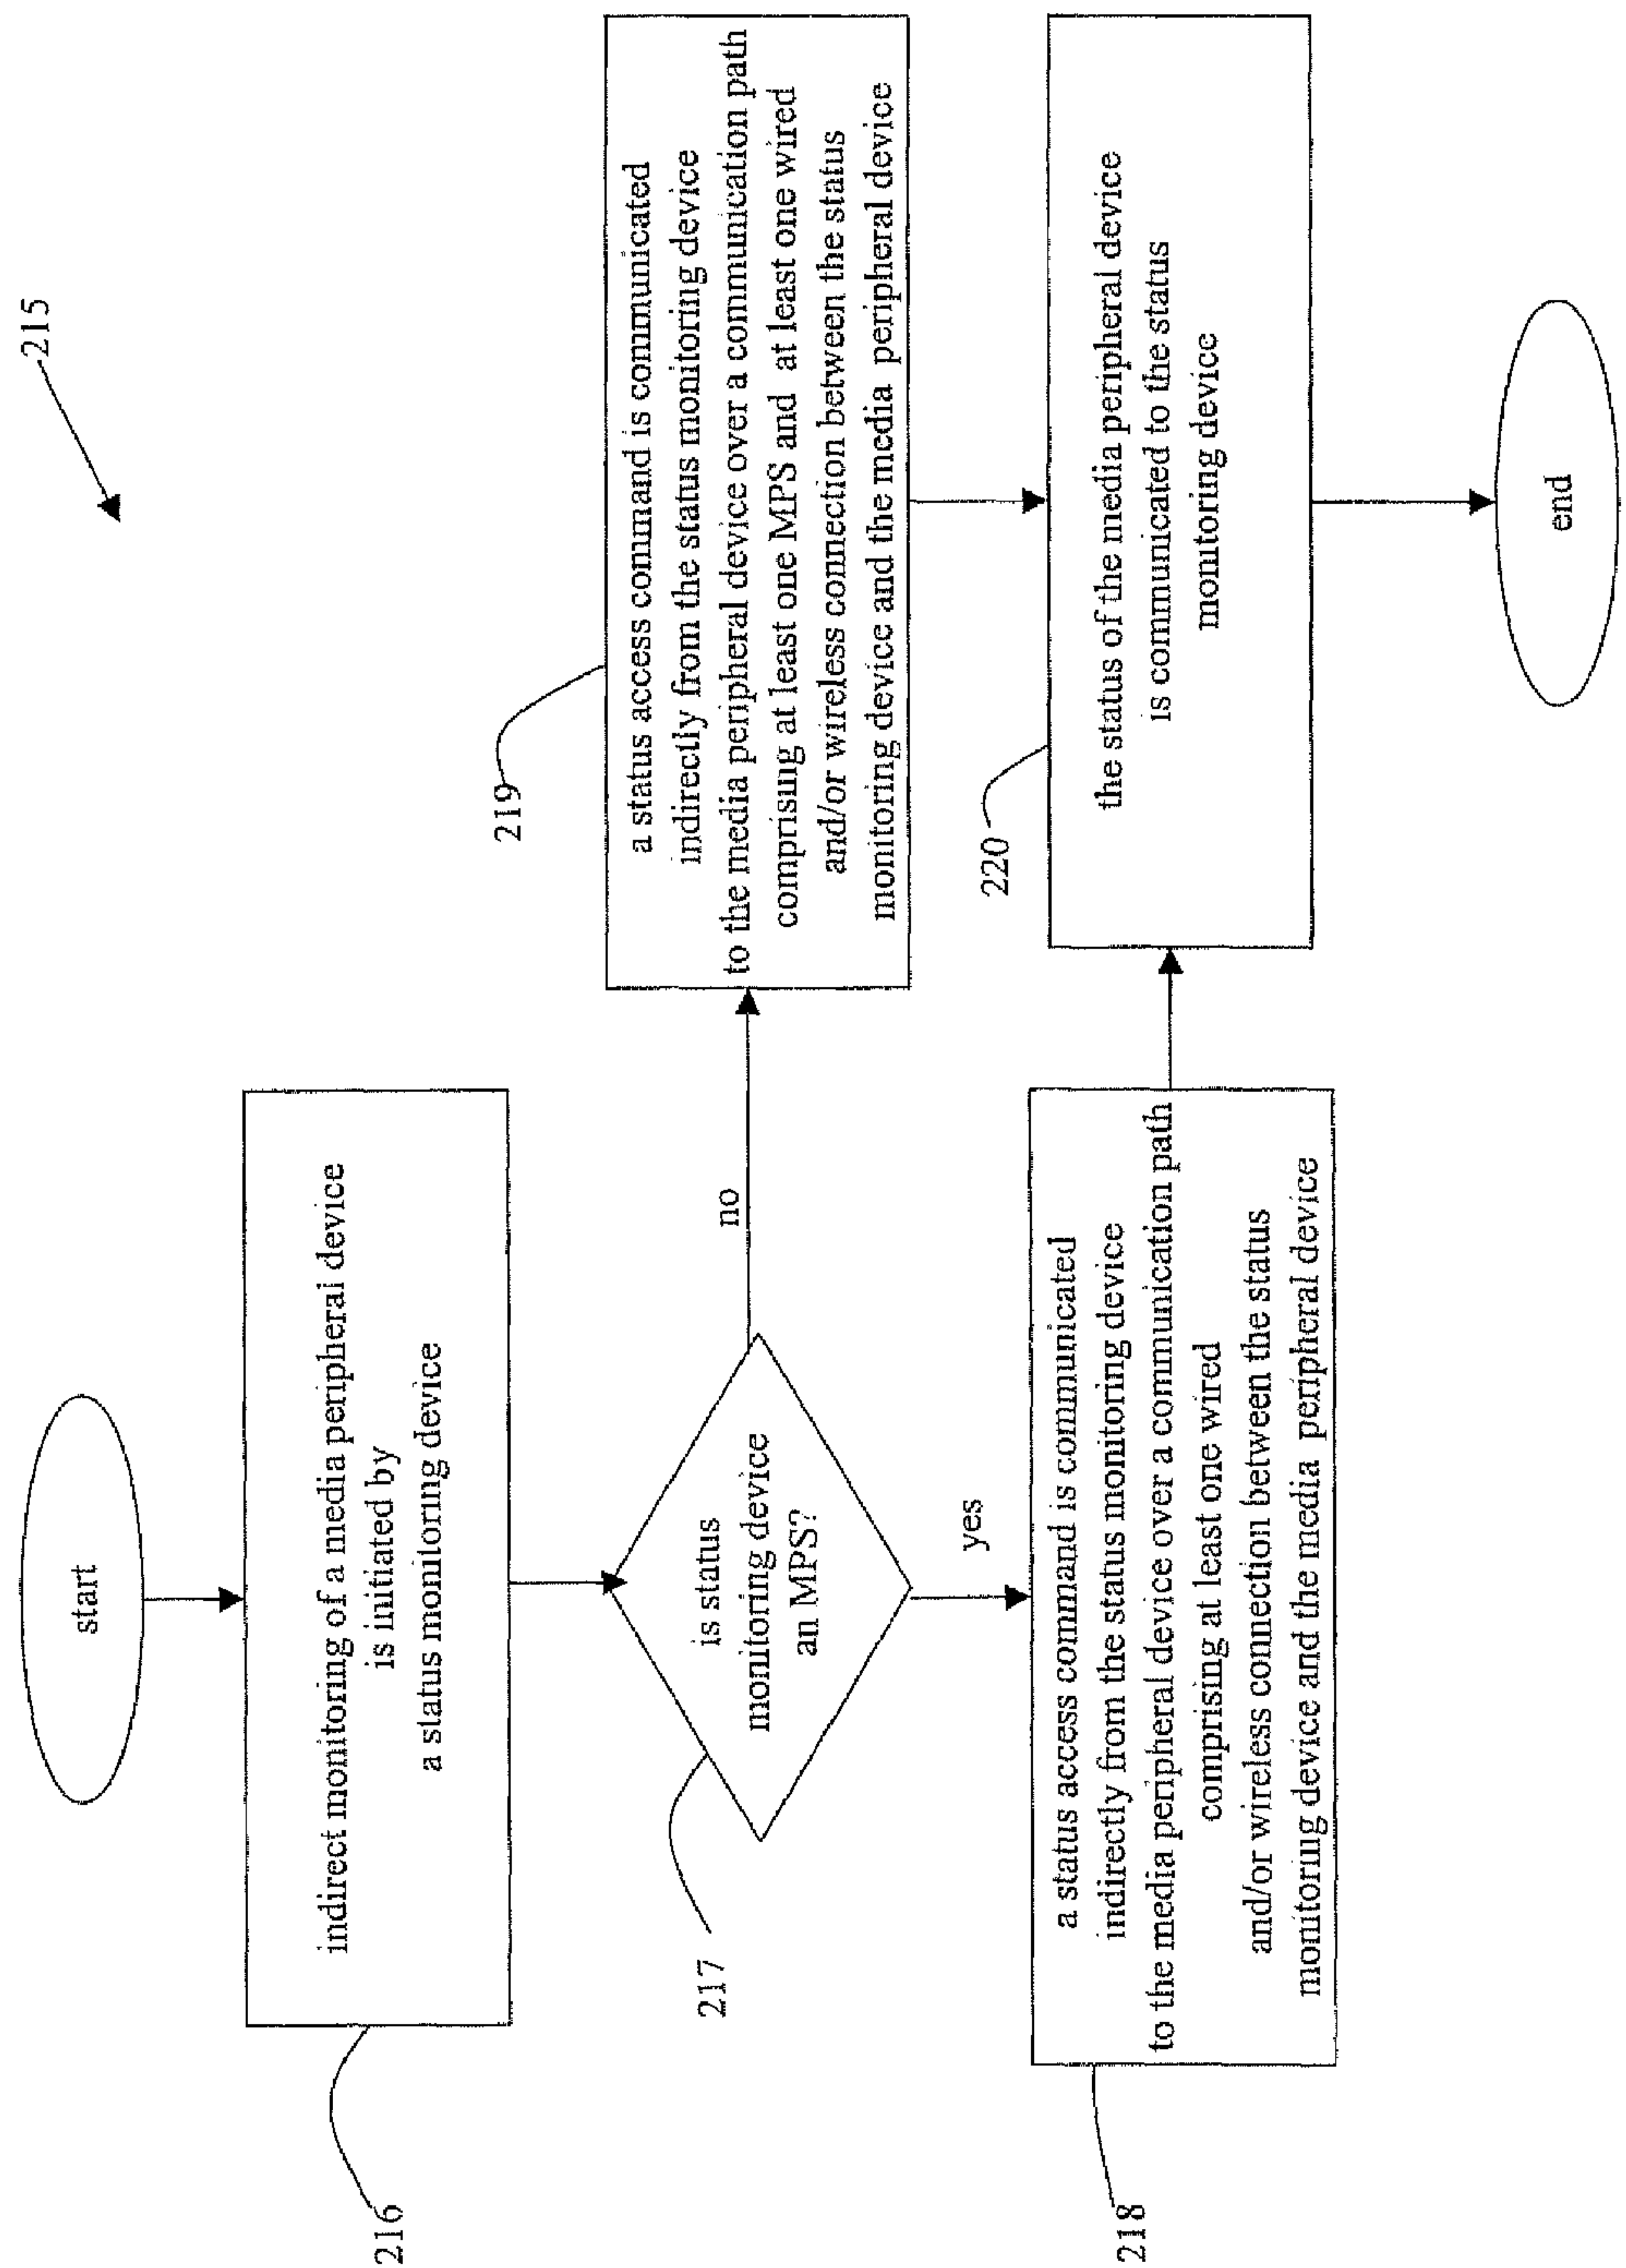 215
start
216
indirect monitoring of a media peripheral device
is initiated by
a status monitoring device
217
is status
monitoring device
an MPS?
no
yes
219
a status access command is communicated
indirectly from the status monitoring device
to the media peripheral device over a communication path
comprising at least one MPS and at least one wired
and/or wireless connection between the status
monitoring device and the media peripheral device
218
a status access command is communicated
indirectly from the status monitoring device
to the media peripheral device over a communication path
comprising at least one wired
and/or wireless connection between the status
monitoring device and the media peripheral device
220
the status of the media peripheral device
is communicated to the status
monitoring device
end